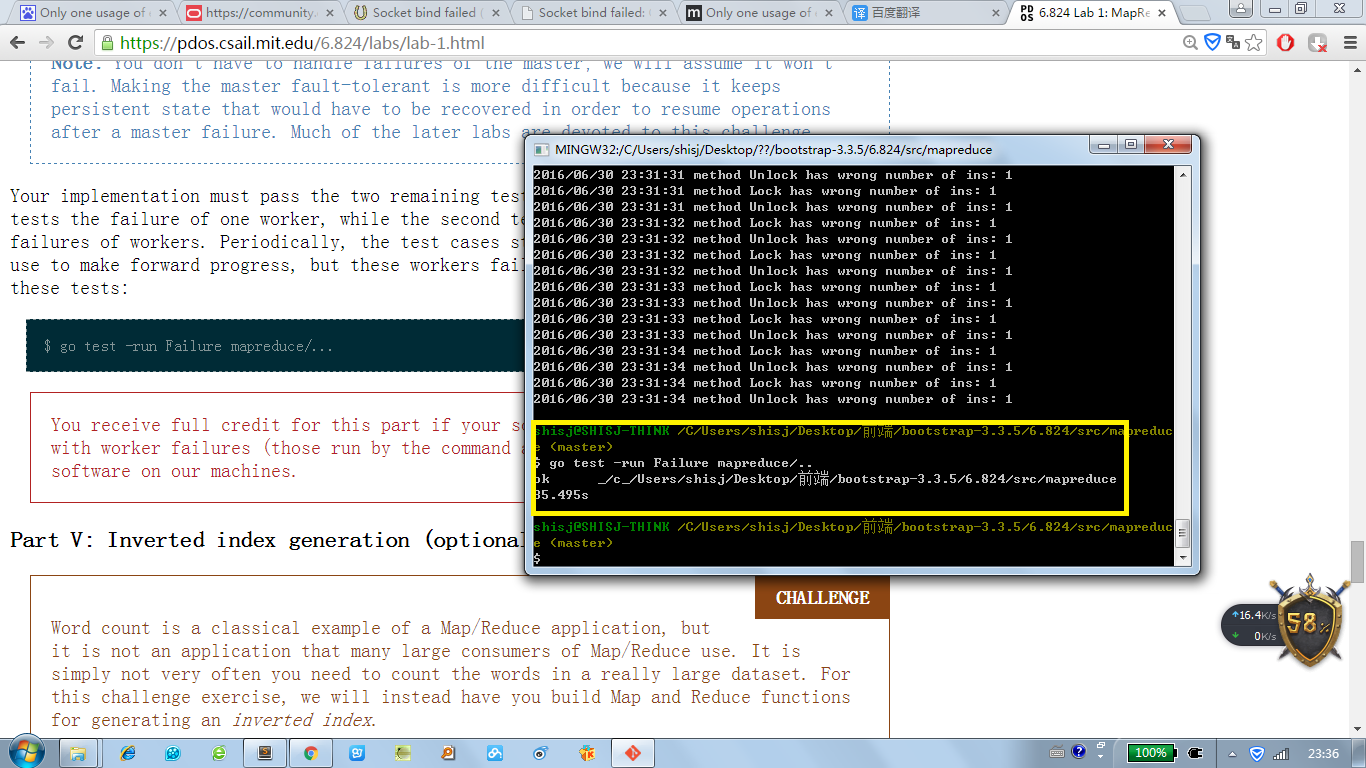 Only one usage of e
https://community.
Socket bind failed (
Socket bind failed:
Only one usage of
百度翻译
6.824 Lab 1: MapRe
https://pdos.csail.mit.edu/6.824/labs/lab-1.html
Note: You don't have to handle failures of the master; we will assume it won't
fail. Making the master fault-tolerant is more difficult because it keeps
persistent state that would have to be recovered in order to resume operations
after a master failure. Much of the later labs are devoted to this challenge
Your implementation must pass the two remaining tes
tests the failure of one worker, while the second te
failures of workers. Periodically, the test cases st
use to make forward progress, but these workers fai
these tests:
$ go test -run Failure mapreduce/...
You receive full credit for this part if your so
with worker failures (those run by the command a
software on our machines.
Part V: Inverted index generation (optional
CHALLENGE
Word count is a classical example of a Map/Reduce application, but
it is not an application that many large consumers of Map/Reduce use. It is
simply not very often you need to count the words in a really large dataset. For
this challenge exercise, we will instead have you build Map and Reduce functions
for generating an inverted index.
MINGW32:/C/Users/shisj/Desktop/??/bootstrap-3.3.5/6.824/src/mapreduce
2016/06/30 23:31:31 method Unlock has wrong number of ins: 1
2016/06/30 23:31:31 method Lock has wrong number of ins: 1
2016/06/30 23:31:31 method Unlock has wrong number of ins: 1
2016/06/30 23:31:32 method Lock has wrong number of ins: 1
2016/06/30 23:31:32 method Unlock has wrong number of ins: 1
2016/06/30 23:31:32 method Lock has wrong number of ins: 1
2016/06/30 23:31:32 method Unlock has wrong number of ins: 1
2016/06/30 23:31:33 method Lock has wrong number of ins: 1
2016/06/30 23:31:33 method Unlock has wrong number of ins: 1
2016/06/30 23:31:33 method Lock has wrong number of ins: 1
2016/06/30 23:31:33 method Unlock has wrong number of ins: 1
2016/06/30 23:31:34 method Lock has wrong number of ins: 1
2016/06/30 23:31:34 method Unlock has wrong number of ins: 1
2016/06/30 23:31:34 method Lock has wrong number of ins: 1
2016/06/30 23:31:34 method Unlock has wrong number of ins: 1
shisj@SHISJ-THINK /C/Users/shisj/Desktop/前端/bootstrap-3.3.5/6.824/src/mapreduc
e (master)
$ go test -run Failure mapreduce/..
ok _/c_/Users/shisj/Desktop/前端/bootstrap-3.3.5/6.824/src/mapreduce
35.495s
shisj@SHISJ-THINK /C/Users/shisj/Desktop/前端/bootstrap-3.3.5/6.824/src/mapreduc
e (master)
$
16.4K/s
0K/s
58%
100%
23:36